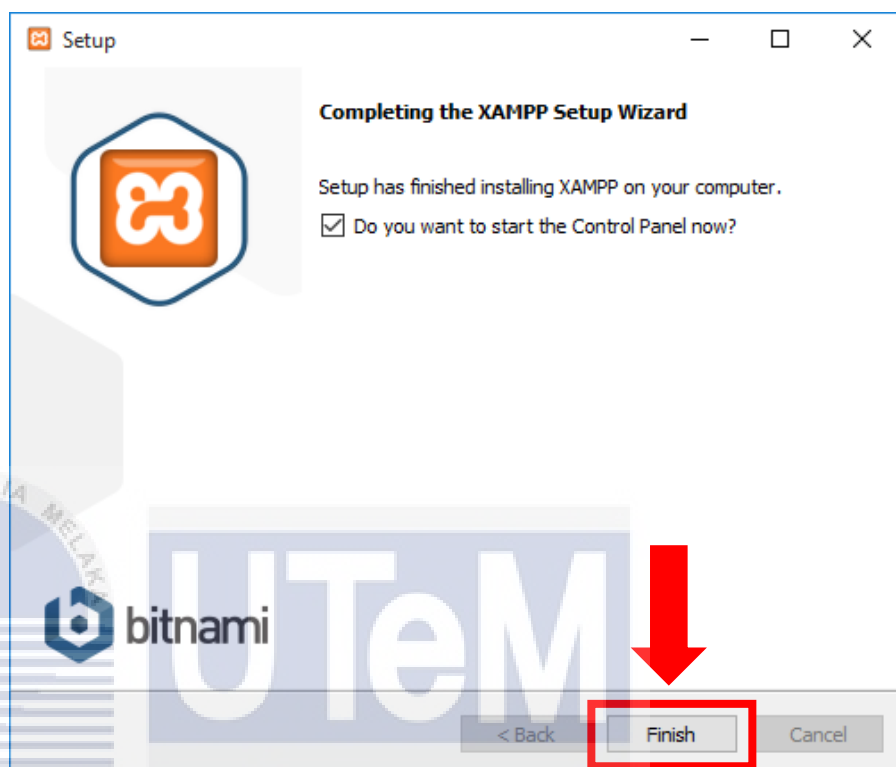 Setup
Completing the XAMPP Setup Wizard
Setup has finished installing XAMPP on your computer.
Do you want to start the Control Panel now?
MELAKA
UTeM
bitnami
< Back
Finish
Cancel